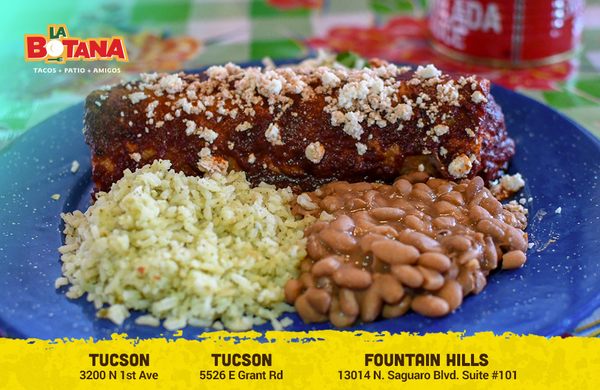 LA
BOTANA
TACOS + PATIO + AMIGOS
LADA
TUCSON
3200 N 1st Ave
TUCSON
5526 E Grant Rd
FOUNTAIN HILLS
13014 N. Saguaro Blvd. Suite #101